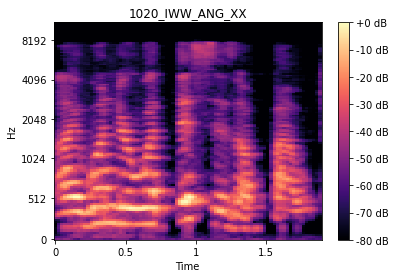 1020_IWW_ANG_XX
8192
4096
2048
1024
512
0
Hz
0
0.5
1
1.5
Time
+0 dB
-10 dB
-20 dB
-30 dB
-40 dB
-50 dB
-60 dB
-70 dB
-80 dB